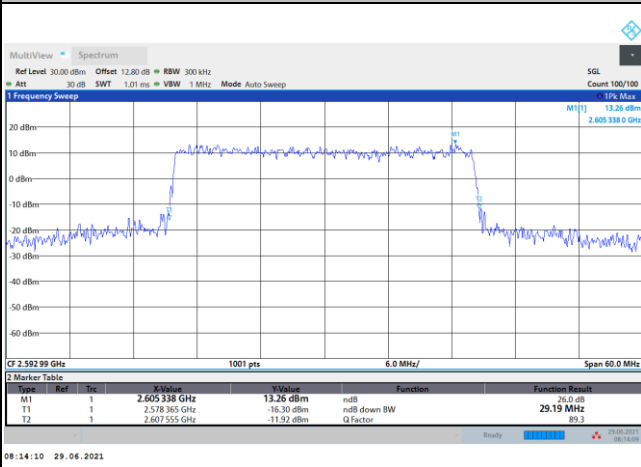 MultiView Spectrum
Ref Level 30.00 dBm Offset 12.80 dB RBW 300 kHz SGL
Att 30 dB SWT 1.01 ms VBW 1 MHz Mode Auto Sweep Count 100/100
1 Frequency Sweep 1Pk Max
M1[1] 13.26 dBm
2.605 338 0 GHz
20 dBm
M1
10 dBm
0 dBm
-10 dBm
-20 dBm
-30 dBm
-40 dBm
-50 dBm
-60 dBm
CF 2.592 99 GHz 1001 pts 6.0 MHz/ Span 60.0 MHz
2 Marker Table
Type Ref Trc X-Value Y-Value Function Function Result
M1 1 2.605 338 GHz 13.26 dBm ndB 26.0 dB
T1 1 2.578 365 GHz -16.30 dBm ndB down BW 29.19 MHz
T2 1 2.607 555 GHz -11.92 dBm Q Factor 89.3
Ready 29.06.2021
08:14:09
08:14:10 29.06.2021